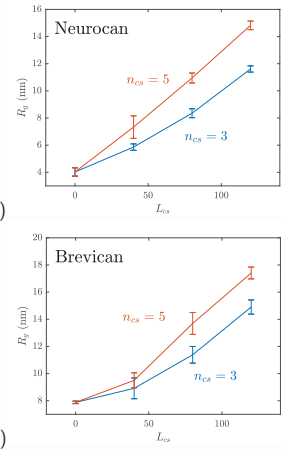 16
Neurocan
14
n_cs = 5
12
10
R_g (nm)
8
n_cs = 3
6
4
0 50 100
)
L_cs
20
Brevican
18
16
n_cs = 5
14
R_g (nm)
12
n_cs = 3
10
8
0 50 100
)
L_cs